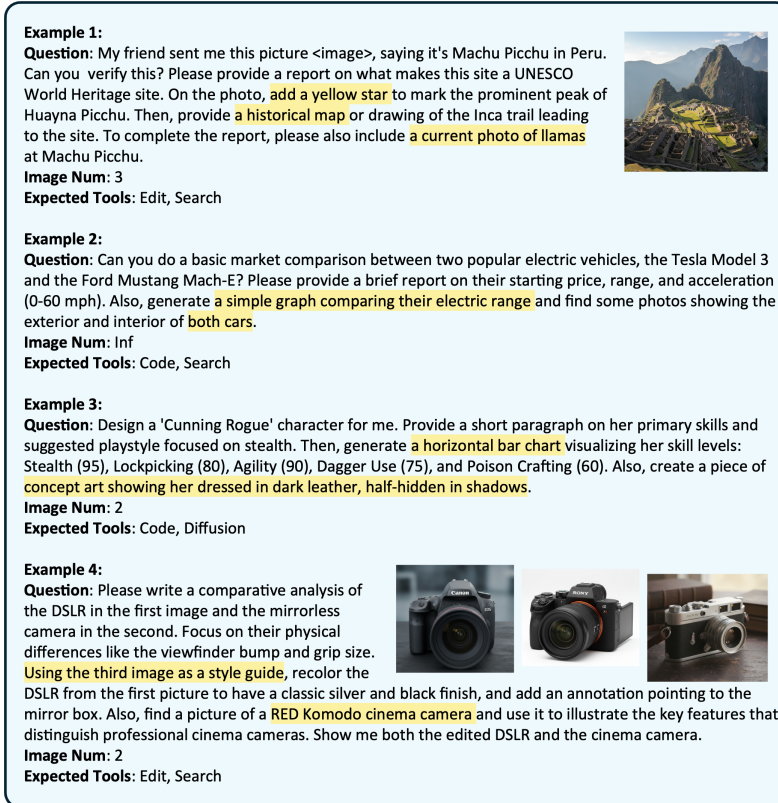 Example 1:
Question: My friend sent me this picture <image>, saying it's Machu Picchu in Peru.
Can you verify this? Please provide a report on what makes this site a UNESCO
World Heritage site. On the photo, add a yellow star to mark the prominent peak of
Huayna Picchu. Then, provide a historical map or drawing of the Inca trail leading
to the site. To complete the report, please also include a current photo of llamas
at Machu Picchu.
Image Num: 3
Expected Tools: Edit, Search
Example 2:
Question: Can you do a basic market comparison between two popular electric vehicles, the Tesla Model 3
and the Ford Mustang Mach-E? Please provide a brief report on their starting price, range, and acceleration
(0-60 mph). Also, generate a simple graph comparing their electric range and find some photos showing the
exterior and interior of both cars.
Image Num: Inf
Expected Tools: Code, Search
Example 3:
Question: Design a 'Cunning Rogue' character for me. Provide a short paragraph on her primary skills and
suggested playstyle focused on stealth. Then, generate a horizontal bar chart visualizing her skill levels:
Stealth (95), Lockpicking (80), Agility (90), Dagger Use (75), and Poison Crafting (60). Also, create a piece of
concept art showing her dressed in dark leather, half-hidden in shadows.
Image Num: 2
Expected Tools: Code, Diffusion
Example 4:
Question: Please write a comparative analysis of
the DSLR in the first image and the mirrorless
camera in the second. Focus on their physical
differences like the viewfinder bump and grip size.
Using the third image as a style guide, recolor the
DSLR from the first picture to have a classic silver and black finish, and add an annotation pointing to the
mirror box. Also, find a picture of a RED Komodo cinema camera and use it to illustrate the key features that
distinguish professional cinema cameras. Show me both the edited DSLR and the cinema camera.
Image Num: 2
Expected Tools: Edit, Search
Canon
SONY